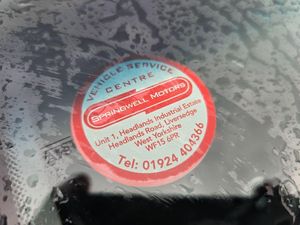 VEHICLE SERVICE
CENTRE
SPRINGWELL MOTORS
Unit 1, Headlands Industrial Estate
Headlands Road, Liversedge
West Yorkshire
WF15 6PR
Tel: 01924 404366